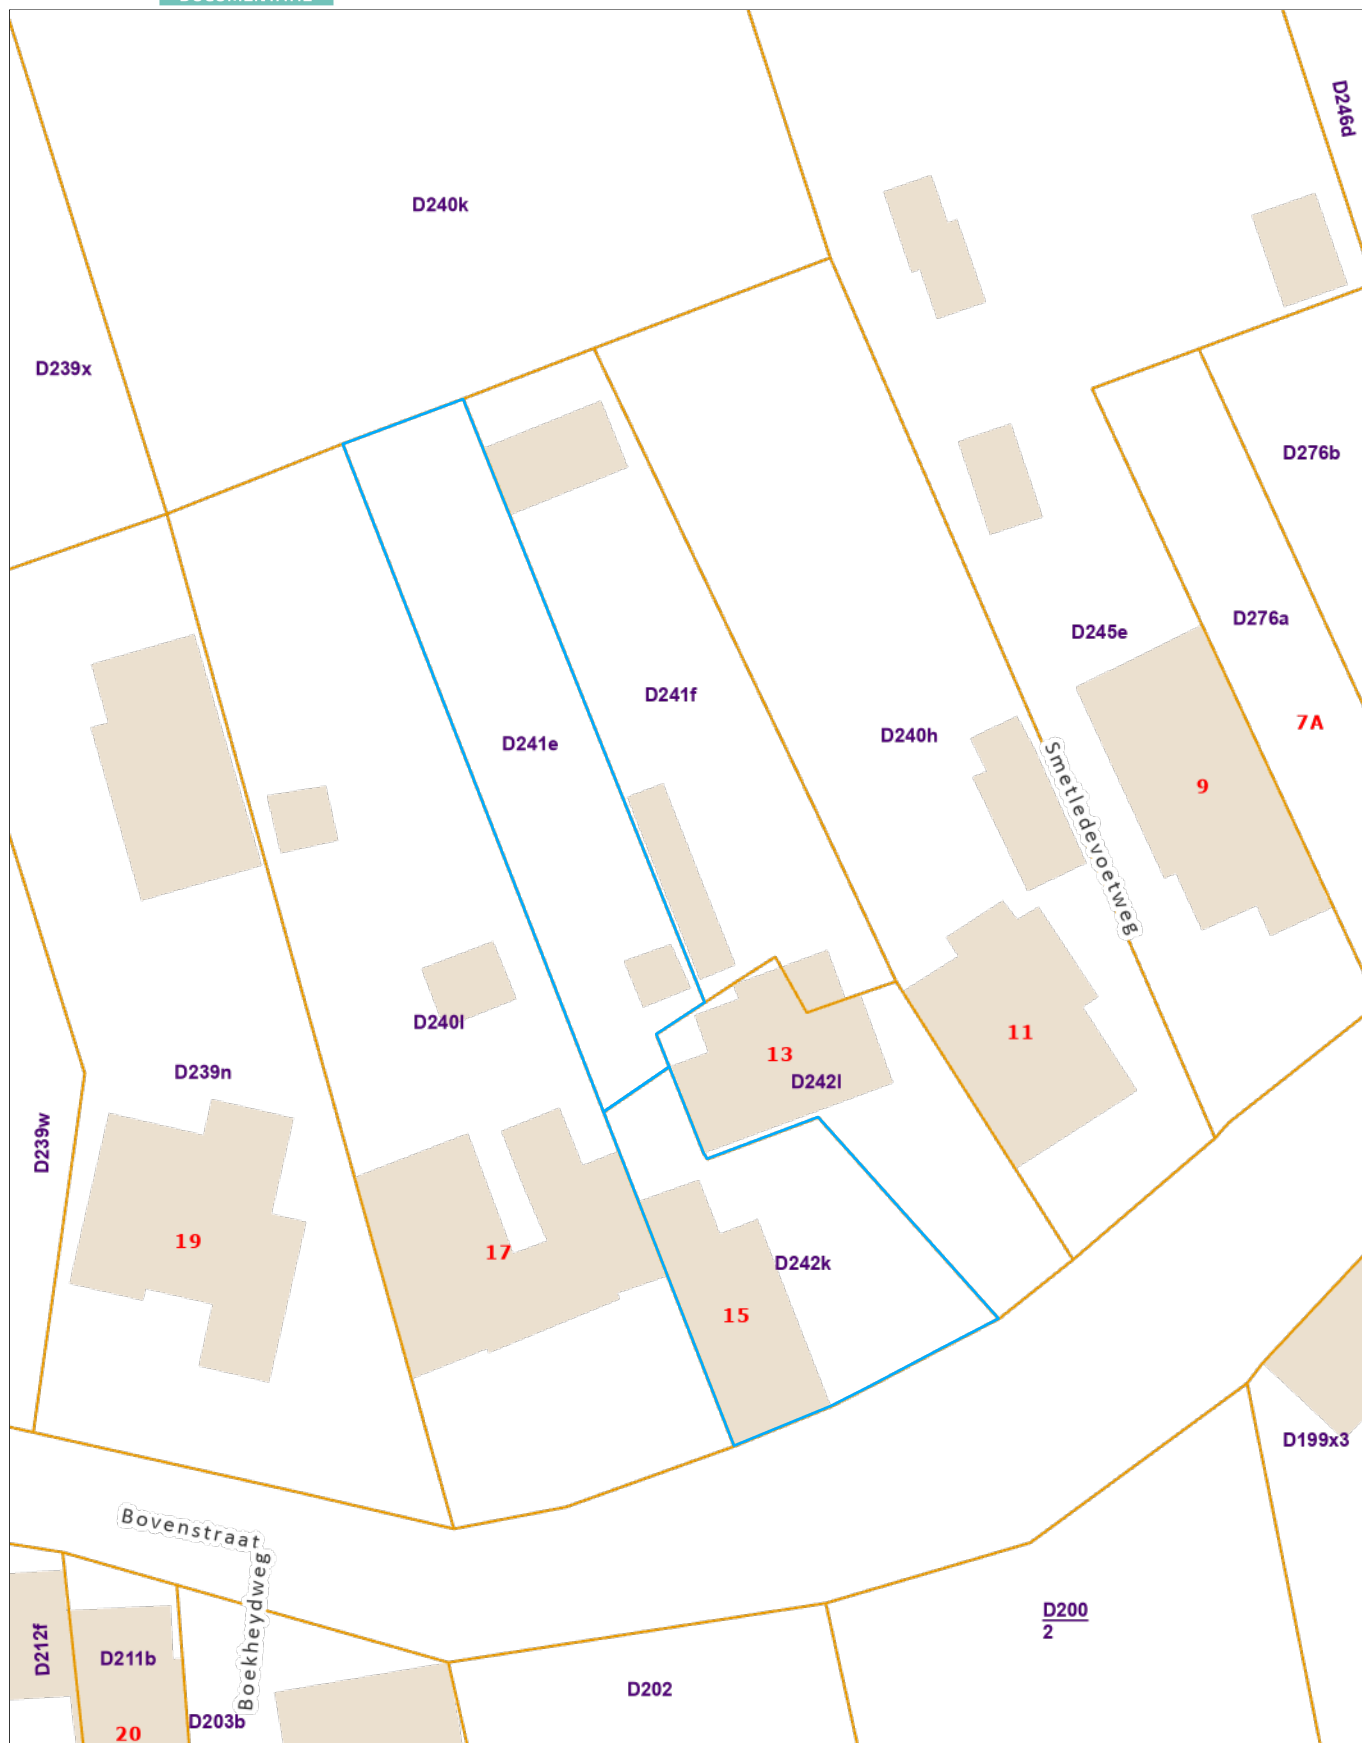 D246d
D240k
D239x
D276b
D276a
D245e
D241f
7A
D240h
D241e
9
Smetledevoetweg
D240l
11
13
D239n
D242l
D239w
19
17
D242k
15
D199x3
Bovenstraat
Boekheydweg
D200
2
D212f
D211b
D202
D203b
20